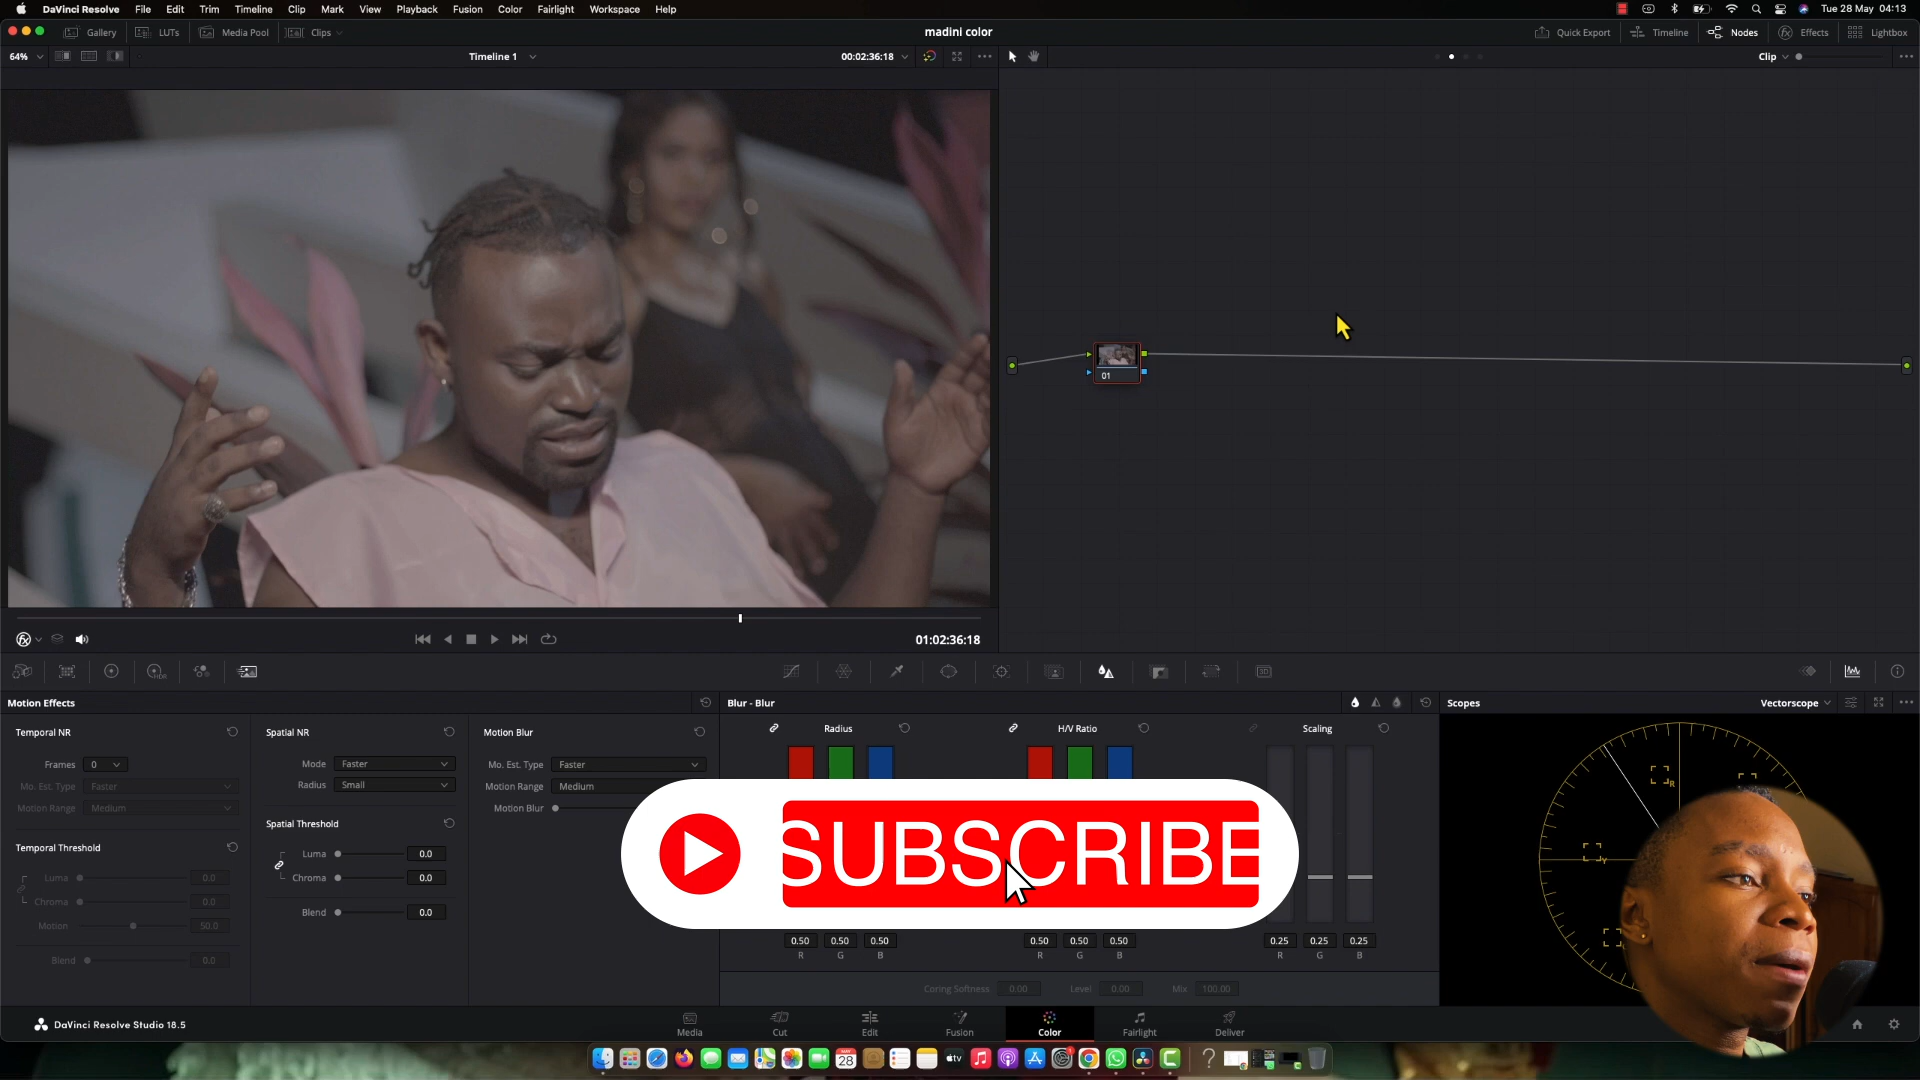 DaVinci Resolve File Edit Trim Timeline Clip Mark View Playback Fusion Color Fairlight Workspace Help Tue 28 May 04:13
Gallery LUTs Media Pool Clips madini color Quick Export Timeline Nodes Effects Lightbox
64% Timeline 1 00:02:36:18 Clip
01
01:02:36:18
HDR 3D
Motion Effects Blur - Blur Scopes Vectorscope
Temporal NR Spatial NR Motion Blur Radius H/V Ratio Scaling
Frames 0 Mode Faster Mo. Est. Type Faster
Mo. Est. Type Faster Radius Small Motion Range Medium
Motion Range Medium Motion Blur
Spatial Threshold
Temporal Threshold Luma 0.0
Luma 0.0 Chroma 0.0
Chroma 0.0
Blend 0.0
Motion 50.0
Blend 0.0
SUBSCRIBE
R
Y
0.50 0.50 0.50 0.50 0.50 0.50 0.25 0.25 0.25
R G B R G B R G B
Coring Softness 0.00 Level 0.00 Mix 100.00
DaVinci Resolve Studio 18.5
Media Cut Edit Fusion Color Fairlight Deliver
28 tv